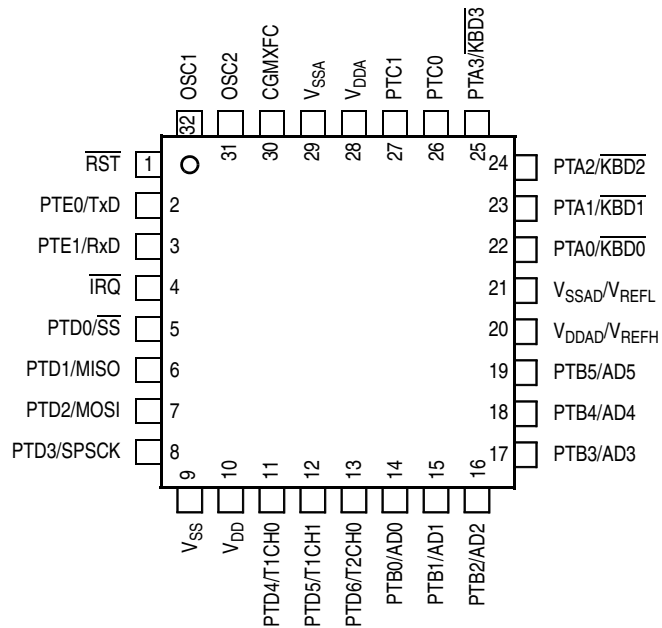 OSC1
OSC2
CGMXFC
VSSA
VDDA
PTC1
PTC0
PTA3/KBD3
32
31
30
29
28
27
26
25
RST 1
PTE0/TxD 2
PTE1/RxD 3
IRQ 4
PTD0/SS 5
PTD1/MISO 6
PTD2/MOSI 7
PTD3/SPSCK 8
24 PTA2/KBD2
23 PTA1/KBD1
22 PTA0/KBD0
21 VSSAD/VREFL
20 VDDAD/VREFH
19 PTB5/AD5
18 PTB4/AD4
17 PTB3/AD3
9
10
11
12
13
14
15
16
VSS
VDD
PTD4/T1CH0
PTD5/T1CH1
PTD6/T2CH0
PTB0/AD0
PTB1/AD1
PTB2/AD2